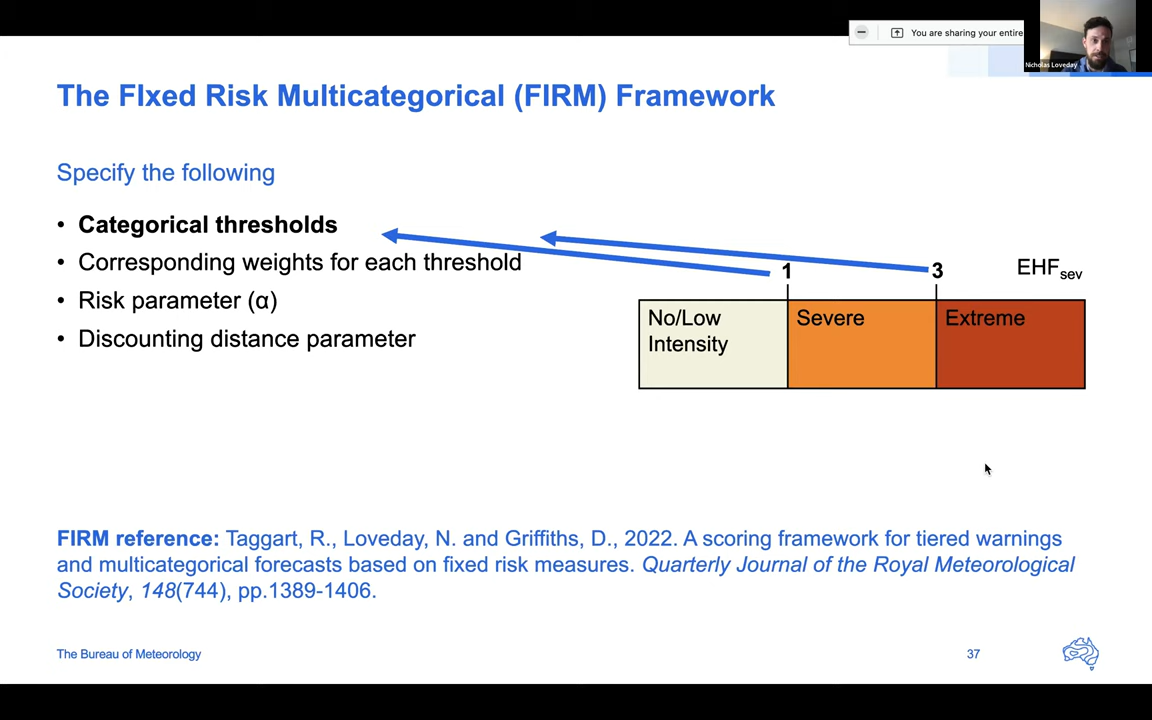 You are sharing your entire
Nicholas Loveday
The FIxed Risk Multicategorical (FIRM) Framework
Specify the following
• Categorical thresholds
• Corresponding weights for each threshold
• Risk parameter (α)
• Discounting distance parameter
1
3
EHFsev
No/Low
Intensity
Severe
Extreme
FIRM reference: Taggart, R., Loveday, N. and Griffiths, D., 2022. A scoring framework for tiered warnings
and multicategorical forecasts based on fixed risk measures. Quarterly Journal of the Royal Meteorological
Society, 148(744), pp.1389-1406.
The Bureau of Meteorology
37